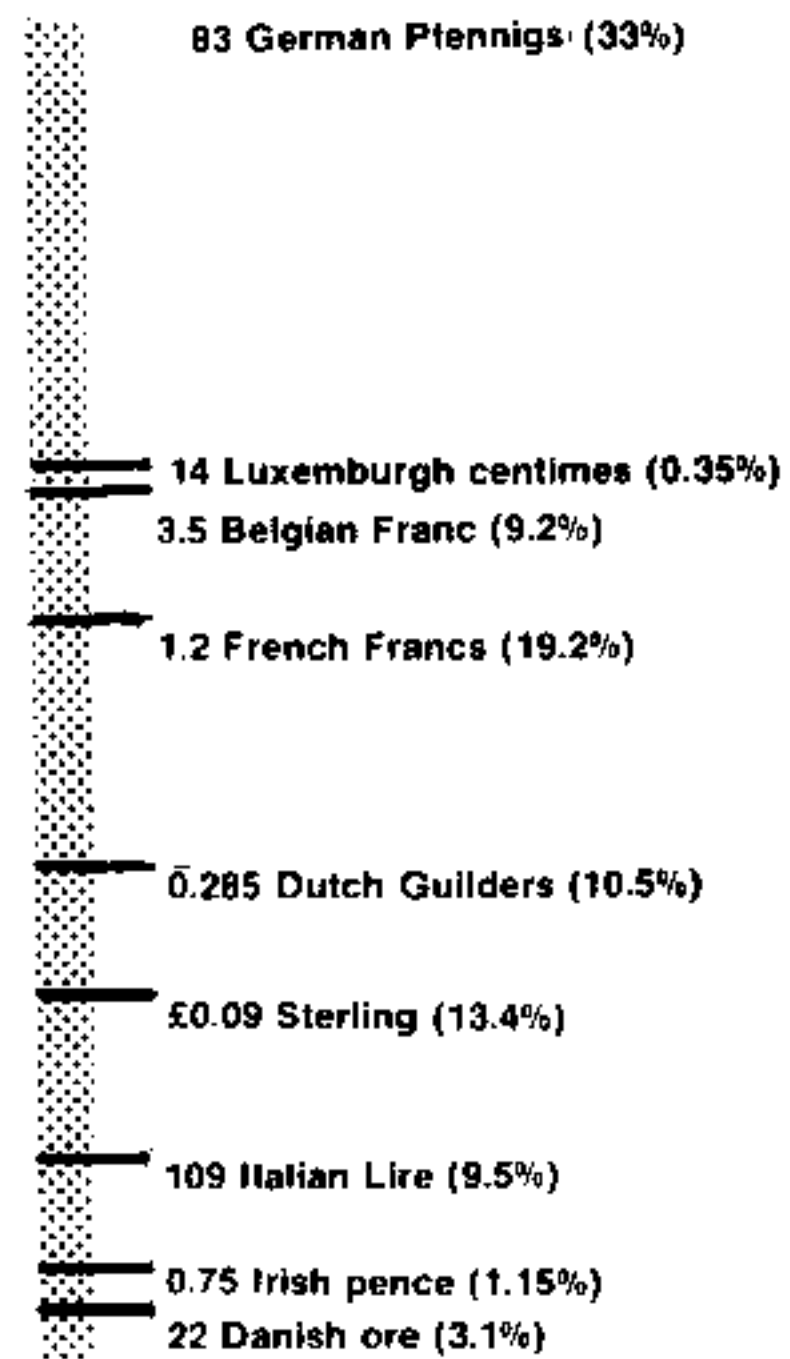 83 German Pfennigs (33%)
14 Luxemburgh centimes (0.35%)
3.5 Belgian Franc (9.2%)
1.2 French Francs (19.2%)
0.285 Dutch Guilders (10.5%)
£0.09 Sterling (13.4%)
109 Italian Lire (9.5%)
0.75 Irish pence (1.15%)
22 Danish ore (3.1%)